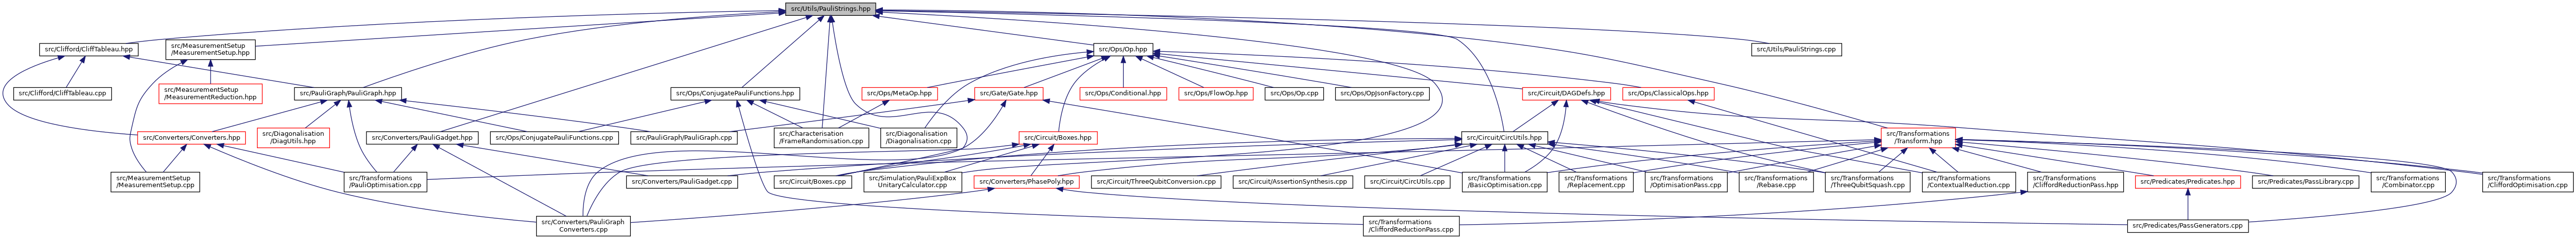 src/Utils/PauliStrings.hpp
src/Clifford/CliffTableau.hpp
src/MeasurementSetup
/MeasurementSetup.hpp
src/Ops/Op.hpp
src/Utils/PauliStrings.cpp
src/Clifford/CliffTableau.cpp
src/MeasurementSetup
/MeasurementReduction.hpp
src/PauliGraph/PauliGraph.hpp
src/Ops/ConjugatePauliFunctions.hpp
src/Ops/MetaOp.hpp
src/Gate/Gate.hpp
src/Ops/Conditional.hpp
src/Ops/FlowOp.hpp
src/Ops/Op.cpp
src/Ops/OpJsonFactory.cpp
src/Circuit/DAGDefs.hpp
src/Ops/ClassicalOps.hpp
src/Converters/Converters.hpp
src/Diagonalisation
/DiagUtils.hpp
src/Converters/PauliGadget.hpp
src/Ops/ConjugatePauliFunctions.cpp
src/PauliGraph/PauliGraph.cpp
src/Characterisation
/FrameRandomisation.cpp
src/Diagonalisation
/Diagonalisation.cpp
src/Circuit/Boxes.hpp
src/Circuit/CircUtils.hpp
src/Transformations
/Transform.hpp
src/MeasurementSetup
/MeasurementSetup.cpp
src/Transformations
/PauliOptimisation.cpp
src/Converters/PauliGadget.cpp
src/Circuit/Boxes.cpp
src/Simulation/PauliExpBox
UnitaryCalculator.cpp
src/Converters/PhasePoly.hpp
src/Circuit/ThreeQubitConversion.cpp
src/Circuit/AssertionSynthesis.cpp
src/Circuit/CircUtils.cpp
src/Transformations
/BasicOptimisation.cpp
src/Transformations
/Replacement.cpp
src/Transformations
/OptimisationPass.cpp
src/Transformations
/Rebase.cpp
src/Transformations
/ThreeQubitSquash.cpp
src/Transformations
/ContextualReduction.cpp
src/Transformations
/CliffordReductionPass.hpp
src/Predicates/Predicates.hpp
src/Predicates/PassLibrary.cpp
src/Transformations
/Combinator.cpp
src/Transformations
/CliffordOptimisation.cpp
src/Converters/PauliGraph
Converters.cpp
src/Transformations
/CliffordReductionPass.cpp
src/Predicates/PassGenerators.cpp